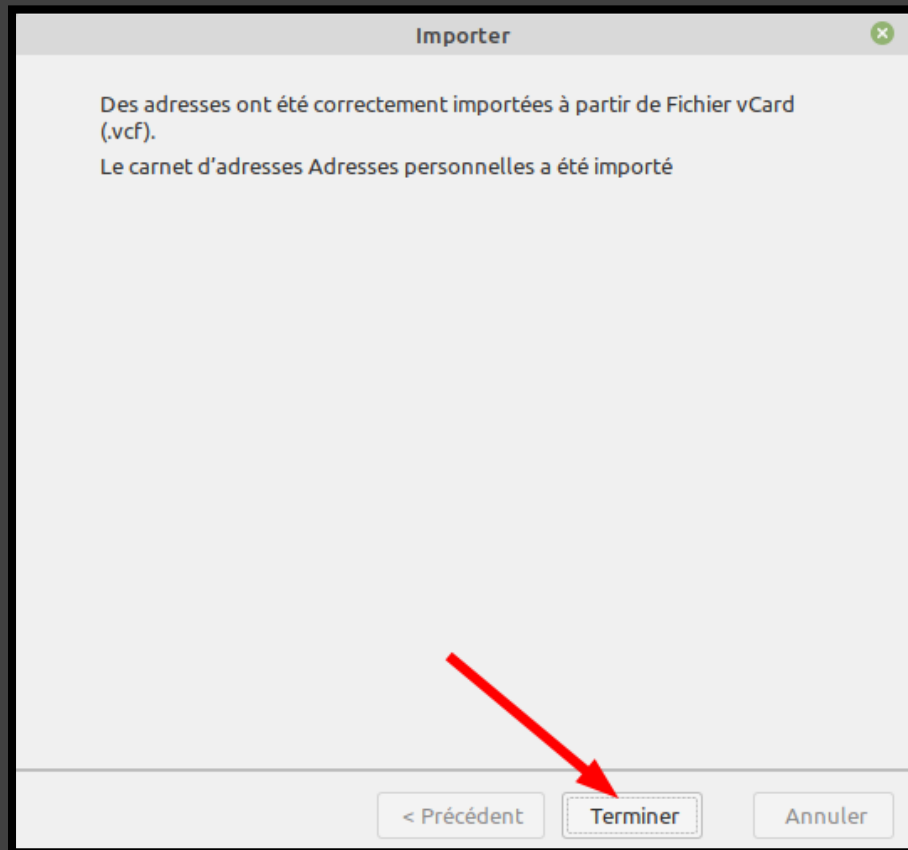 Importer
Des adresses ont été correctement importées à partir de Fichier vCard
(.vcf).
Le carnet d’adresses Adresses personnelles a été importé
< Précédent
Terminer
Annuler